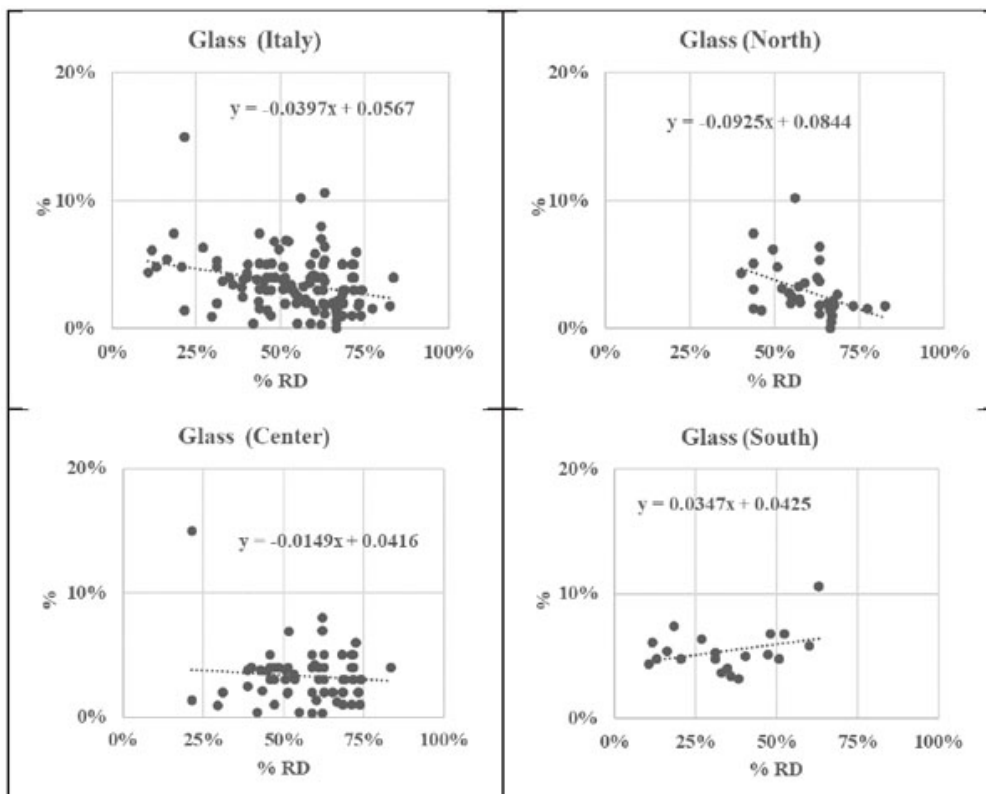 Glass (Italy)
20%
y = -0.0397x + 0.0567
10%
%
0%
0% 25% 50% 75% 100%
% RD
Glass (North)
20%
y = -0.0925x + 0.0844
10%
%
0%
0% 25% 50% 75% 100%
% RD
Glass (Center)
20%
y = -0.0149x + 0.0416
10%
%
0%
0% 25% 50% 75% 100%
% RD
Glass (South)
20%
y = 0.0347x + 0.0425
10%
%
0%
0% 25% 50% 75% 100%
% RD